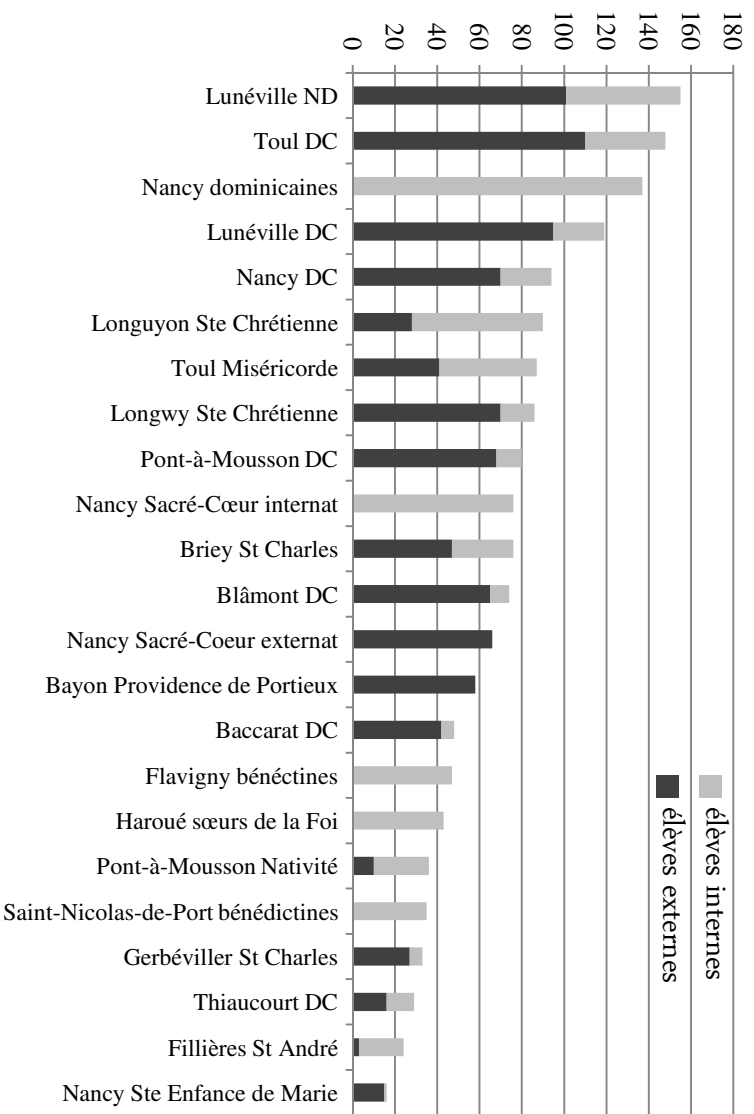 0
20
40
60
80
100
120
140
160
180
Lunéville ND
Toul DC
Nancy dominicaines
Lunéville DC
Nancy DC
Longuyon Ste Chrétienne
Toul Miséricorde
Longwy Ste Chrétienne
Pont-à-Mousson DC
Nancy Sacré-Cœur internat
Briey St Charles
Blâmont DC
Nancy Sacré-Coeur externat
Bayon Providence de Portieux
Baccarat DC
Flavigny bénéctines
Haroué sœurs de la Foi
Pont-à-Mousson Nativité
Saint-Nicolas-de-Port bénédictines
Gerbéviller St Charles
Thiaucourt DC
Fillières St André
Nancy Ste Enfance de Marie
élèves internes
élèves externes